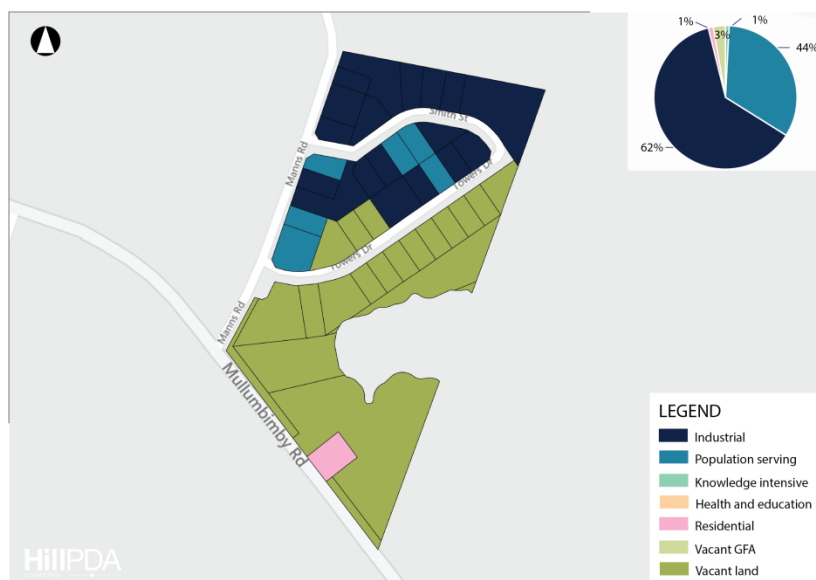 1%
1%
3%
44%
62%
Smith St
Manns Rd
Towers Dr
Towers Dr
Manns Rd
Mullumbimby Rd
LEGEND
Industrial
Population serving
Knowledge intensive
Health and education
Residential
Vacant GFA
Vacant land
HillPDA